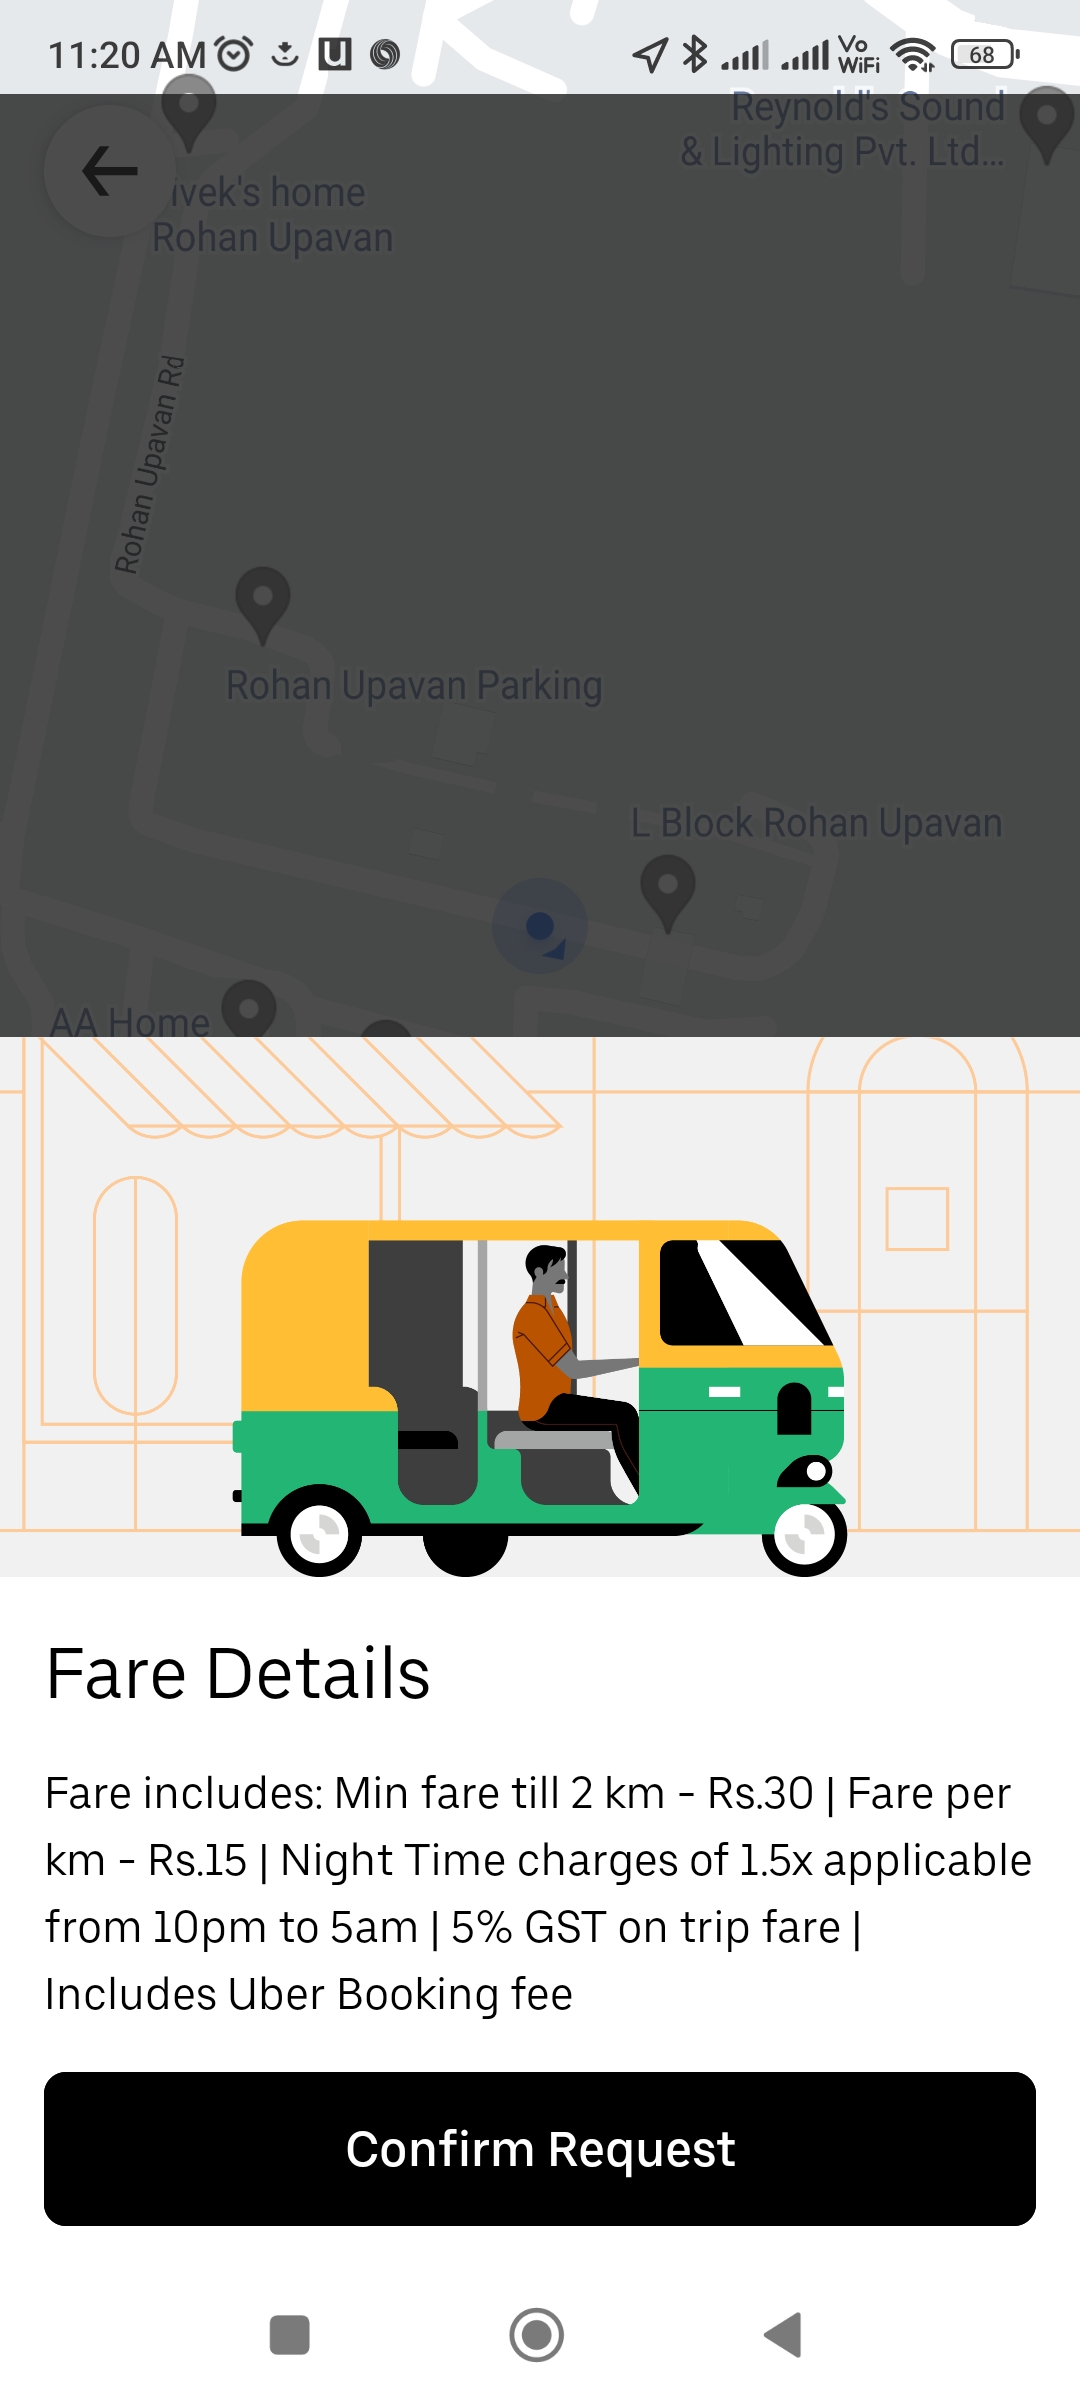 11:20 AM
Vo
WiFi
68
Reynold's Sound
& Lighting Pvt. Ltd...
ivek's home
Rohan Upavan
Rohan Upavan Rd
Rohan Upavan Parking
L Block Rohan Upavan
AA Home
Fare Details
Fare includes: Min fare till 2 km - Rs.30 | Fare per
km - Rs.15 | Night Time charges of 1.5x applicable
from 10pm to 5am | 5% GST on trip fare |
Includes Uber Booking fee
Confirm Request